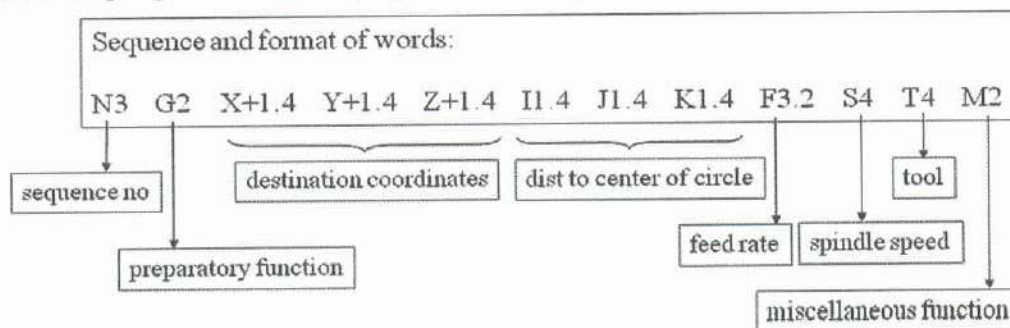 Sequence and format of words:
N3 G2 X+1.4 Y+1.4 Z+1.4 I1.4 J1.4 K1.4 F3.2 S4 T4 M2
sequence no
destination coordinates
dist to center of circle
tool
preparatory function
feed rate
spindle speed
miscellaneous function